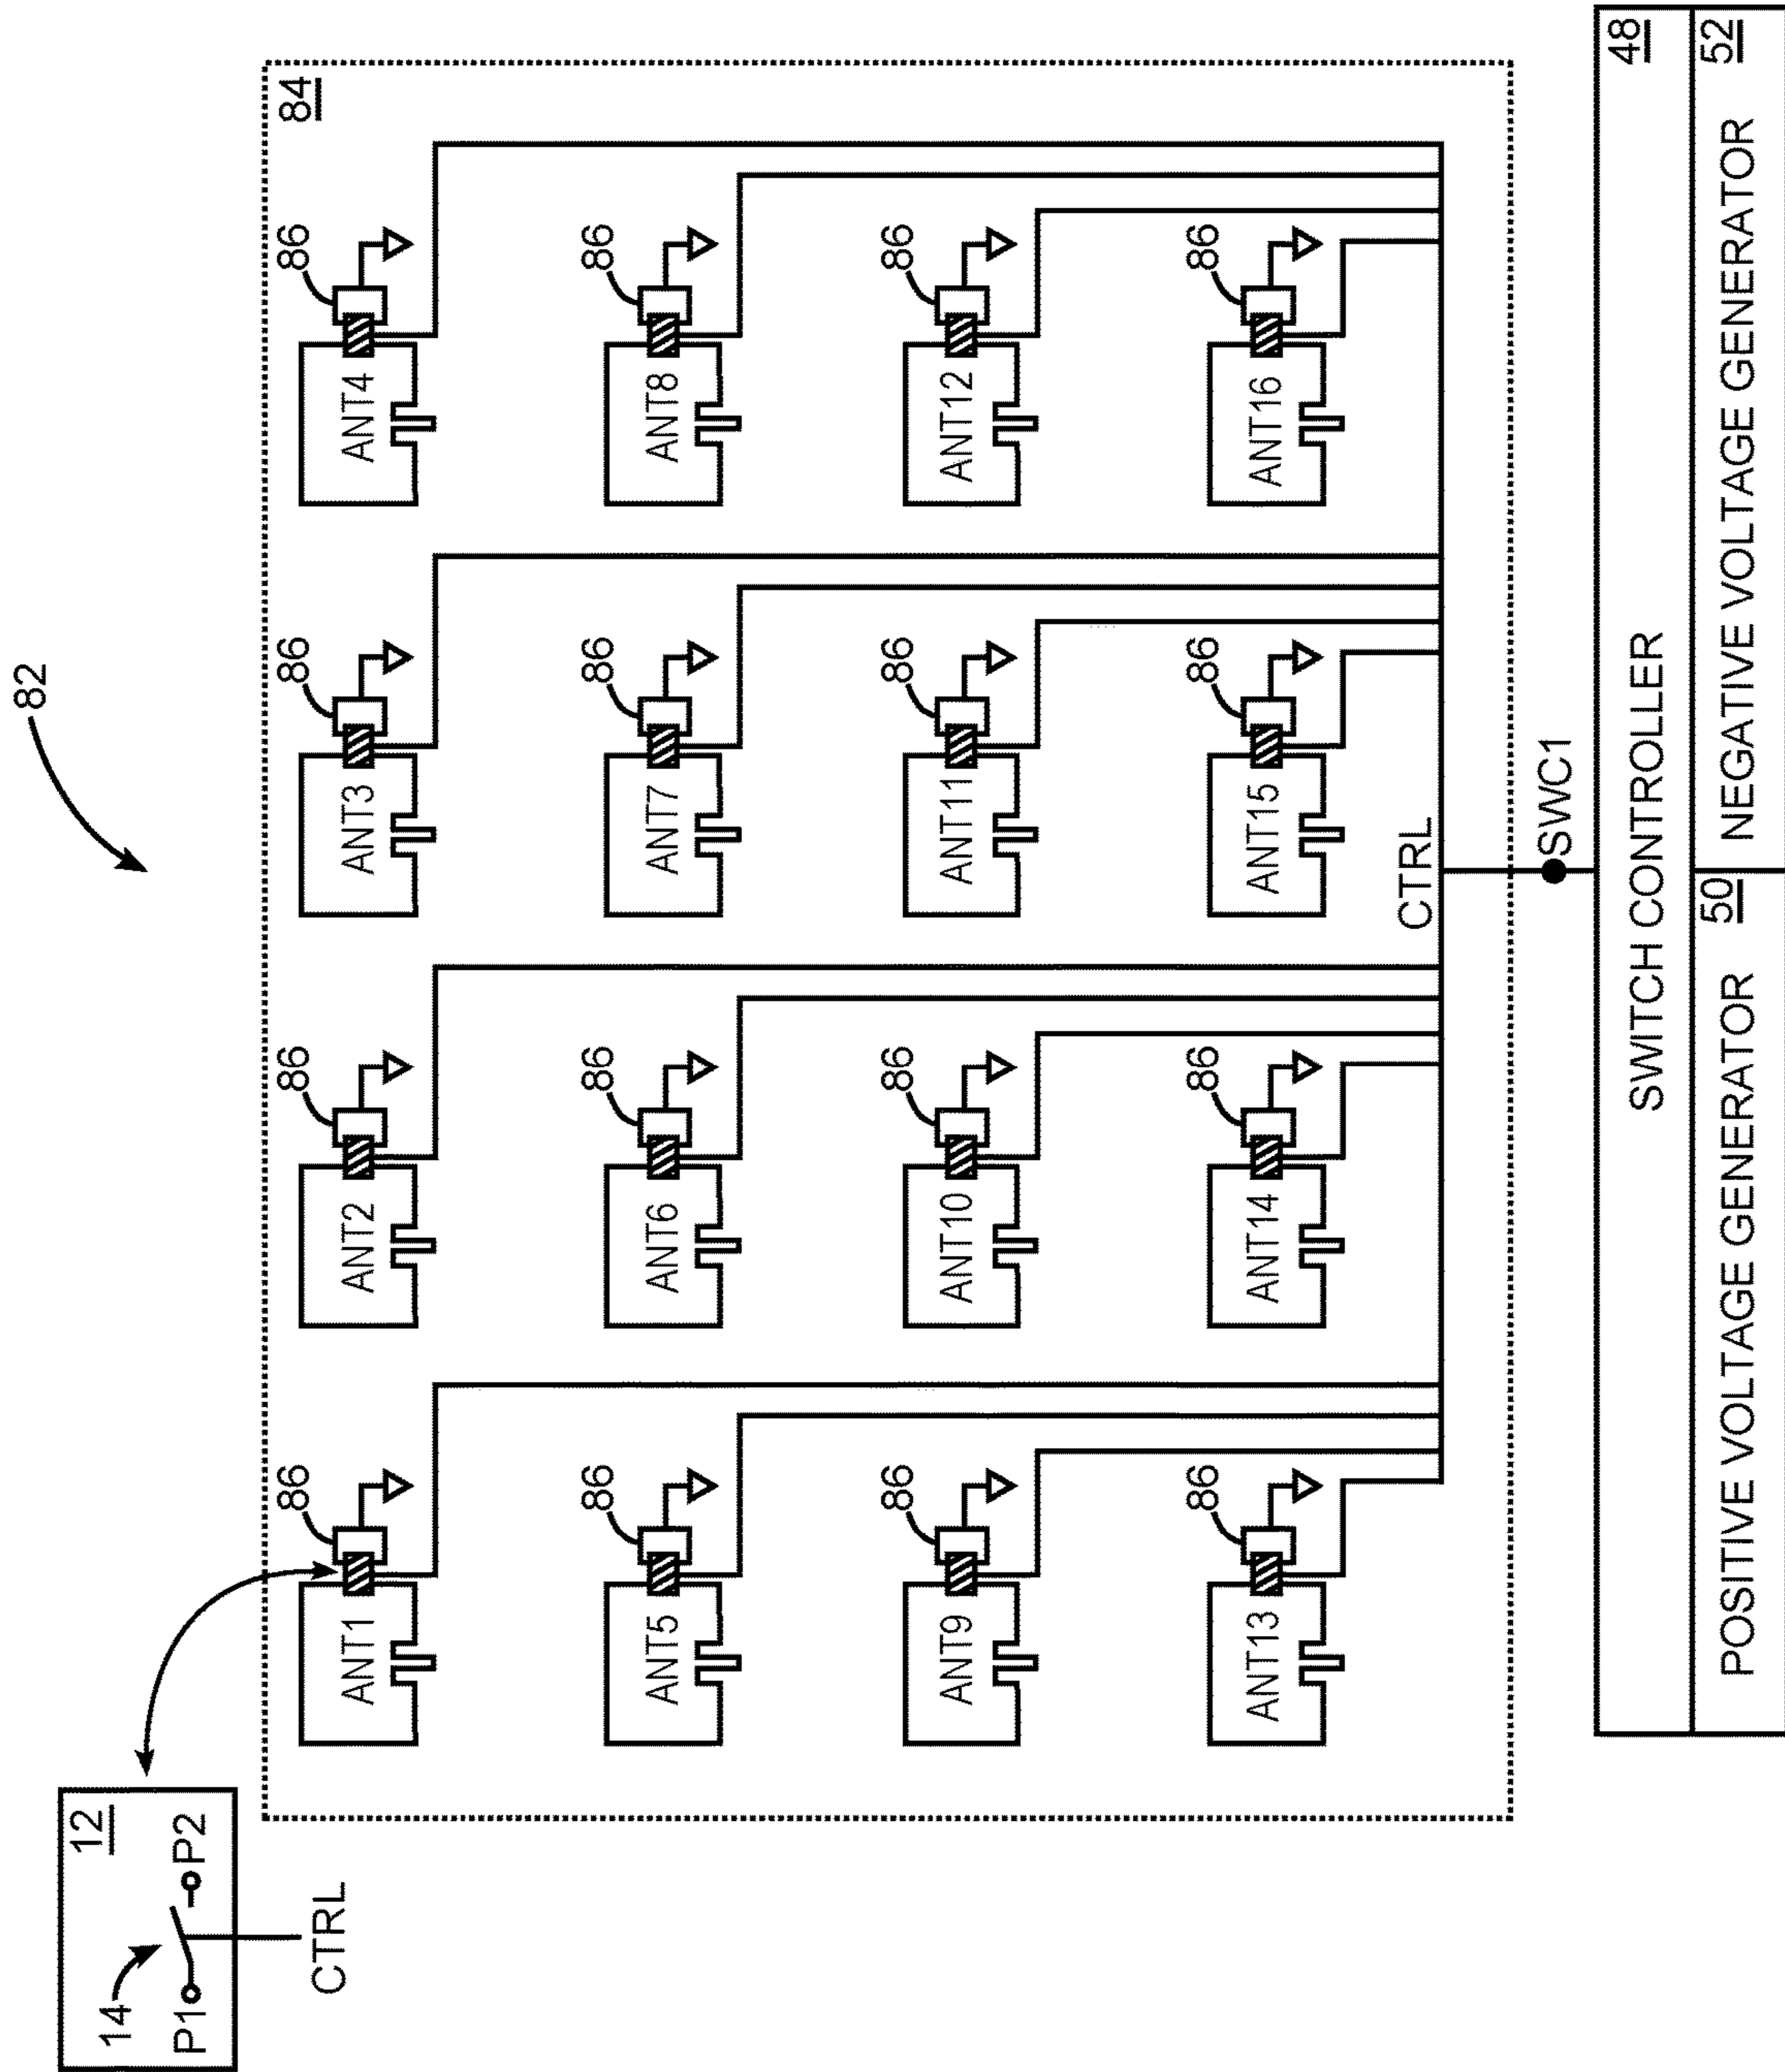 82
12
14
P1
P2
CTRL
84
86
86
86
86
ANT1
ANT2
ANT3
ANT4
86
86
86
86
ANT5
ANT6
ANT7
ANT8
86
86
86
86
ANT9
ANT10
ANT11
ANT12
86
86
86
86
ANT13
ANT14
ANT15
ANT16
CTRL
SWC1
SWITCH CONTROLLER
48
POSITIVE VOLTAGE GENERATOR
50
NEGATIVE VOLTAGE GENERATOR
52